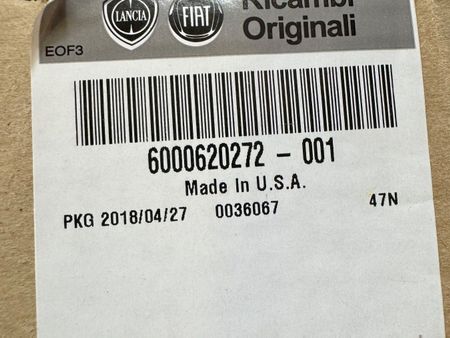 LANCIA FIAT Ricambi
Originali
EOF3
6000620272 - 001
Made In U.S.A.
PKG 2018/04/27 0036067 47N